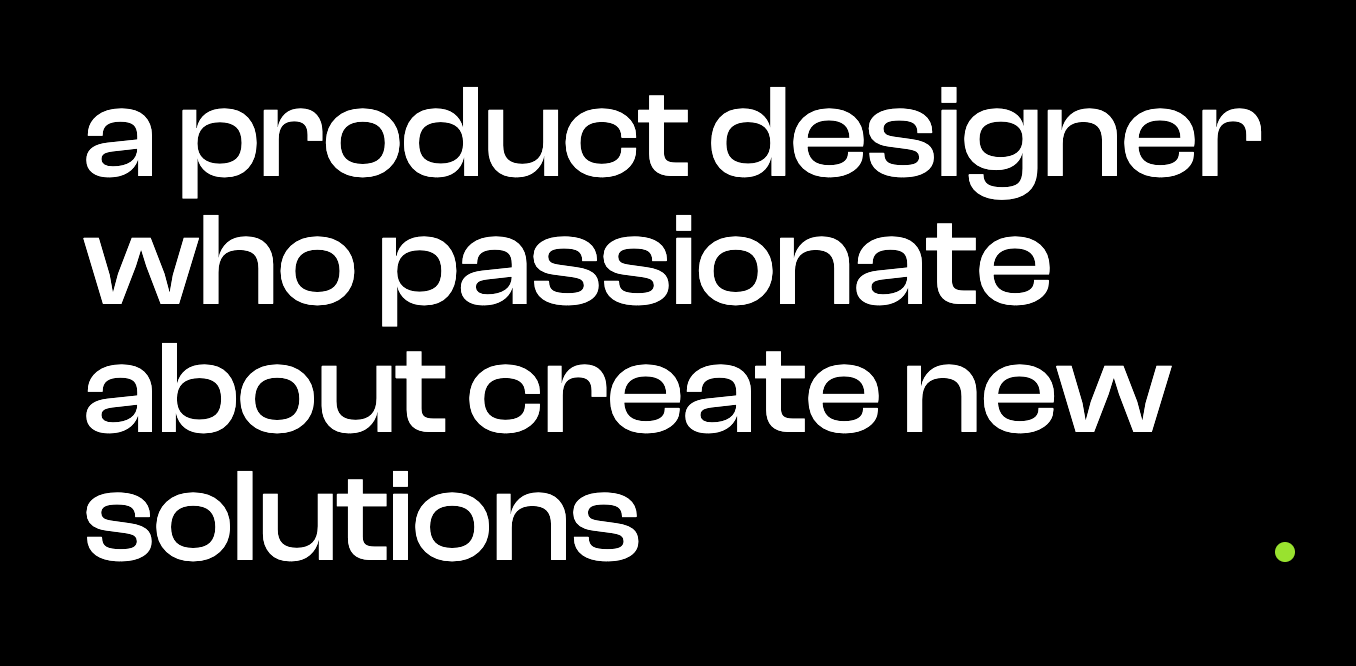 a product designer
who passionate
about create new
solutions